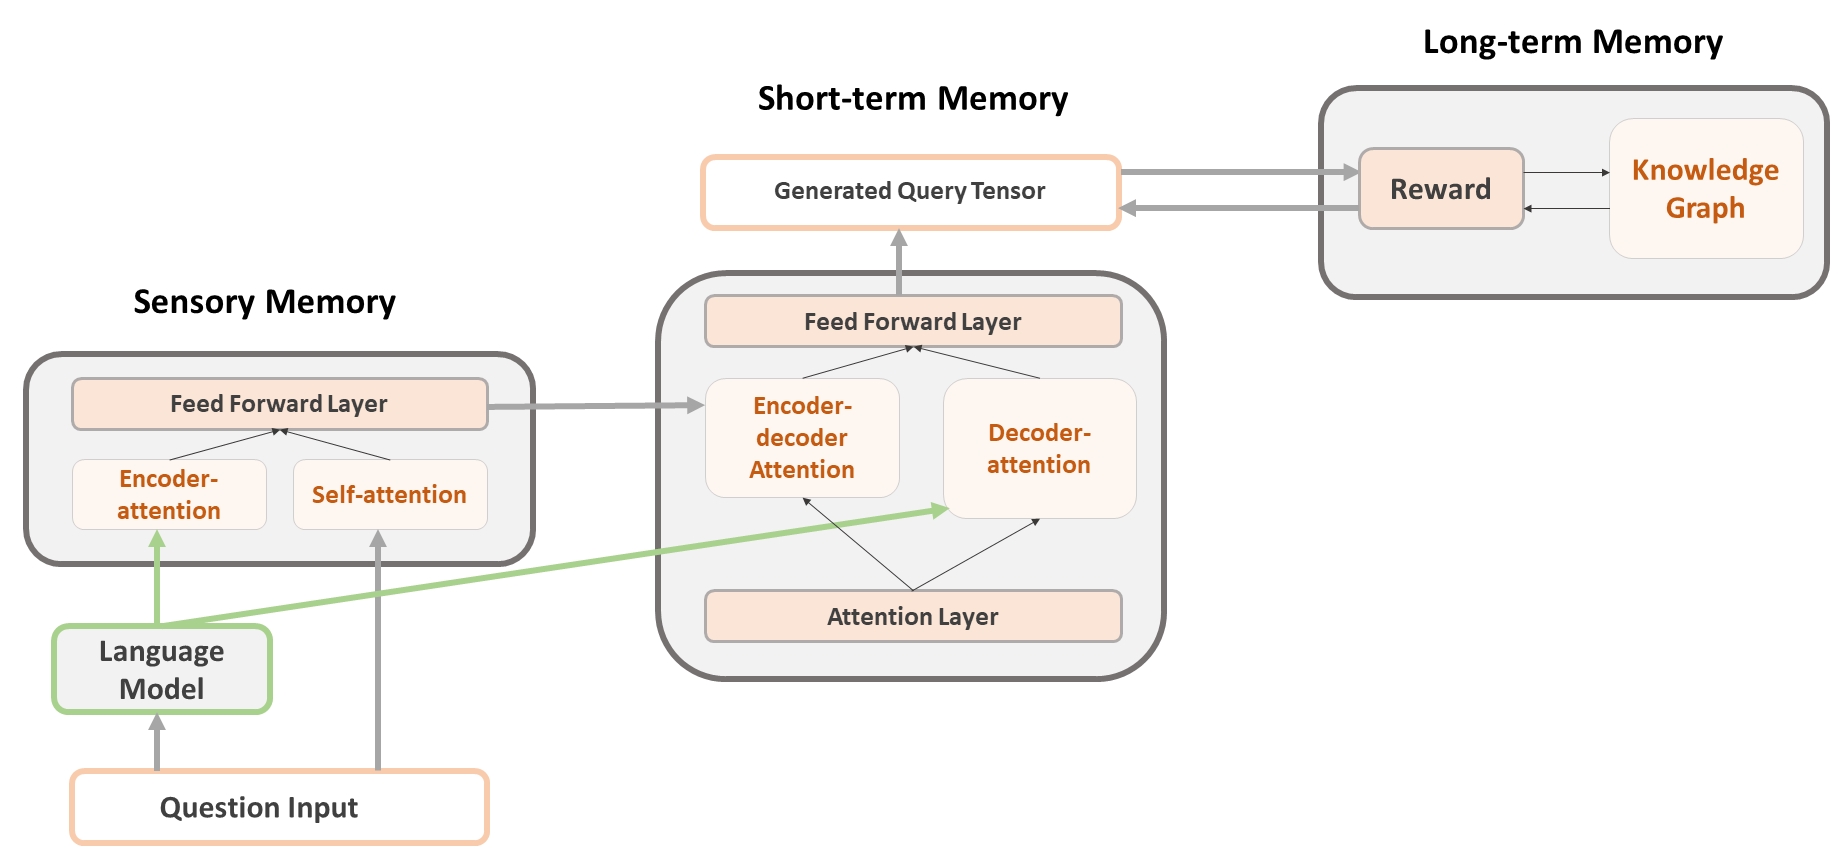 Long-term Memory
Short-term Memory
Generated Query Tensor
Reward
Knowledge
Graph
Sensory Memory
Feed Forward Layer
Encoder-
attention
Self-attention
Feed Forward Layer
Encoder-
decoder
Attention
Decoder-
attention
Attention Layer
Language
Model
Question Input